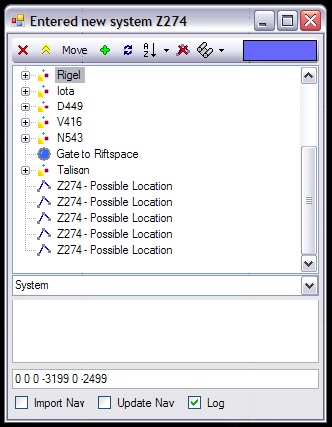 Entered new system Z274
Move
Rigel
Iota
D449
V416
N543
Gate to Riftspace
Talison
Z274 - Possible Location
Z274 - Possible Location
Z274 - Possible Location
Z274 - Possible Location
Z274 - Possible Location
System
0 0 0 -3199 0 -2499
Import Nav Update Nav Log